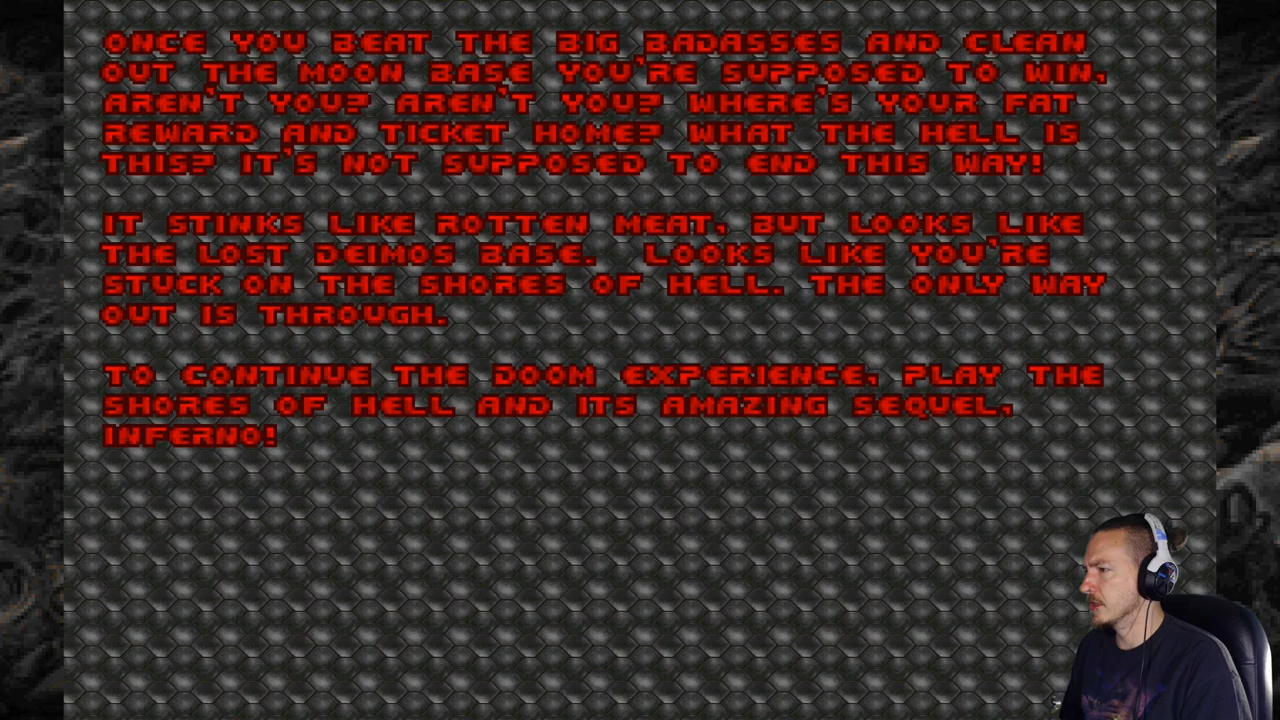 ONCE YOU BEAT THE BIG BADASSES AND CLEAN
OUT THE MOON BASE YOU'RE SUPPOSED TO WIN,
AREN'T YOU? AREN'T YOU? WHERE'S YOUR FAT
REWARD AND TICKET HOME? WHAT THE HELL IS
THIS? IT'S NOT SUPPOSED TO END THIS WAY!
IT STINKS LIKE ROTTEN MEAT, BUT LOOKS LIKE
THE LOST DEIMOS BASE. LOOKS LIKE YOU'RE
STUCK ON THE SHORES OF HELL. THE ONLY WAY
OUT IS THROUGH.
TO CONTINUE THE DOOM EXPERIENCE, PLAY THE
SHORES OF HELL AND ITS AMAZING SEQUEL,
INFERNO!